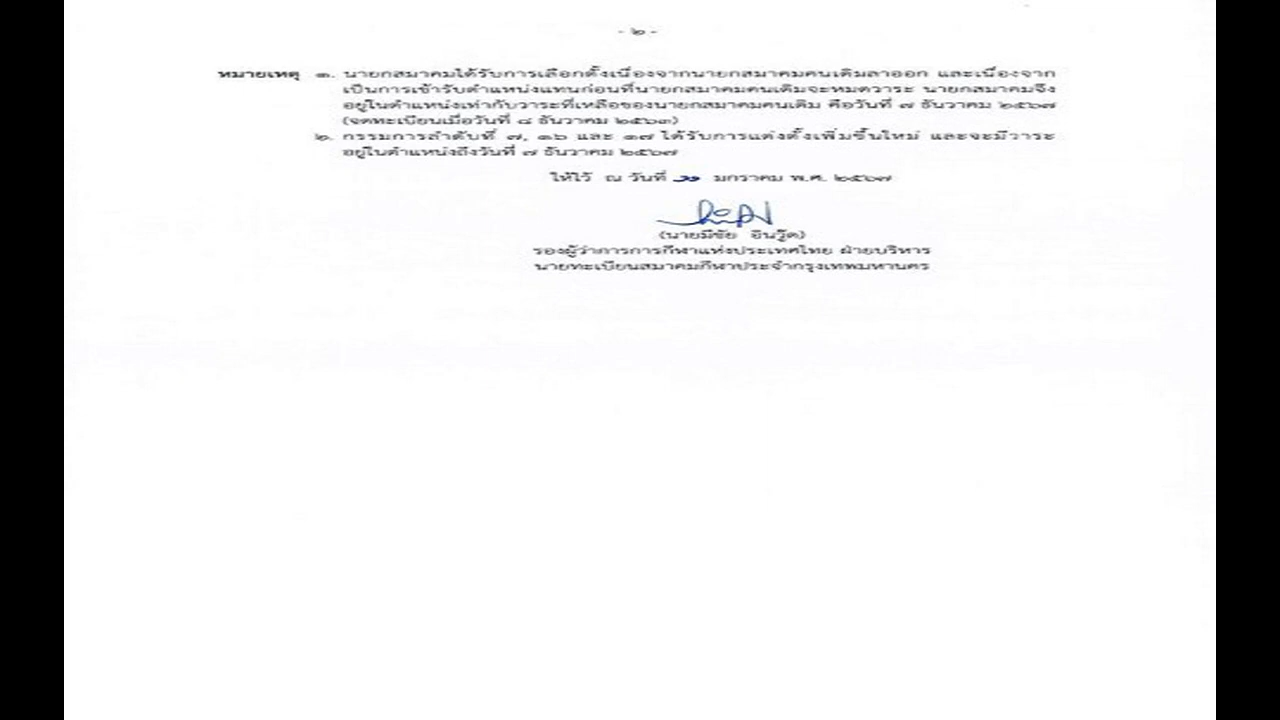 - ๒ -
หมายเหตุ ๑. นายกสมาคมได้รับการเลือกตั้งเนื่องจากนายกสมาคมคนเดิมลาออก และเนื่องจาก
เป็นการเข้ารับตำแหน่งแทนก่อนที่นายกสมาคมคนเดิมจะหมดวาระ นายกสมาคมจึง
อยู่ในตำแหน่งเท่ากับวาระที่เหลือของนายกสมาคมคนเดิม คือวันที่ ๗ ธันวาคม ๒๕๖๗
(จดทะเบียนเมื่อวันที่ ๘ ธันวาคม ๒๕๖๓)
๒. กรรมการลำดับที่ ๗, ๑๖ และ ๑๗ ได้รับการแต่งตั้งเพิ่มขึ้นใหม่ และจะมีวาระ
อยู่ในตำแหน่งถึงวันที่ ๗ ธันวาคม ๒๕๖๗
ให้ไว้ ณ วันที่ มกราคม พ.ศ. ๒๕๖๗
(นายมีชัย อินวู๊ด)
รองผู้ว่าการการกีฬาแห่งประเทศไทย ฝ่ายบริหาร
นายทะเบียนสมาคมกีฬาประจำกรุงเทพมหานคร